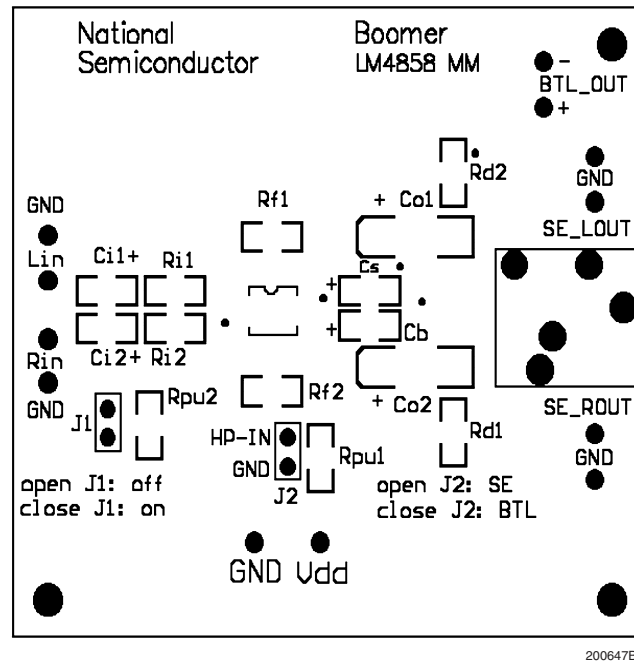 National
Semiconductor
Boomer
LM4858 MM
-
BTL_OUT
+
Rd2
GND
Rf1
+ Co1
GND
SE_LOUT
Lin
Ci1+
Ri1
Cs
+
+
Cb
Rin
Ci2+
Ri2
GND
Rpu2
Rf2
+ Co2
SE_ROUT
J1
HP-IN
Rd1
GND
Rpu1
GND
J2
open J1: off
close J1: on
open J2: SE
close J2: BTL
GND Vdd